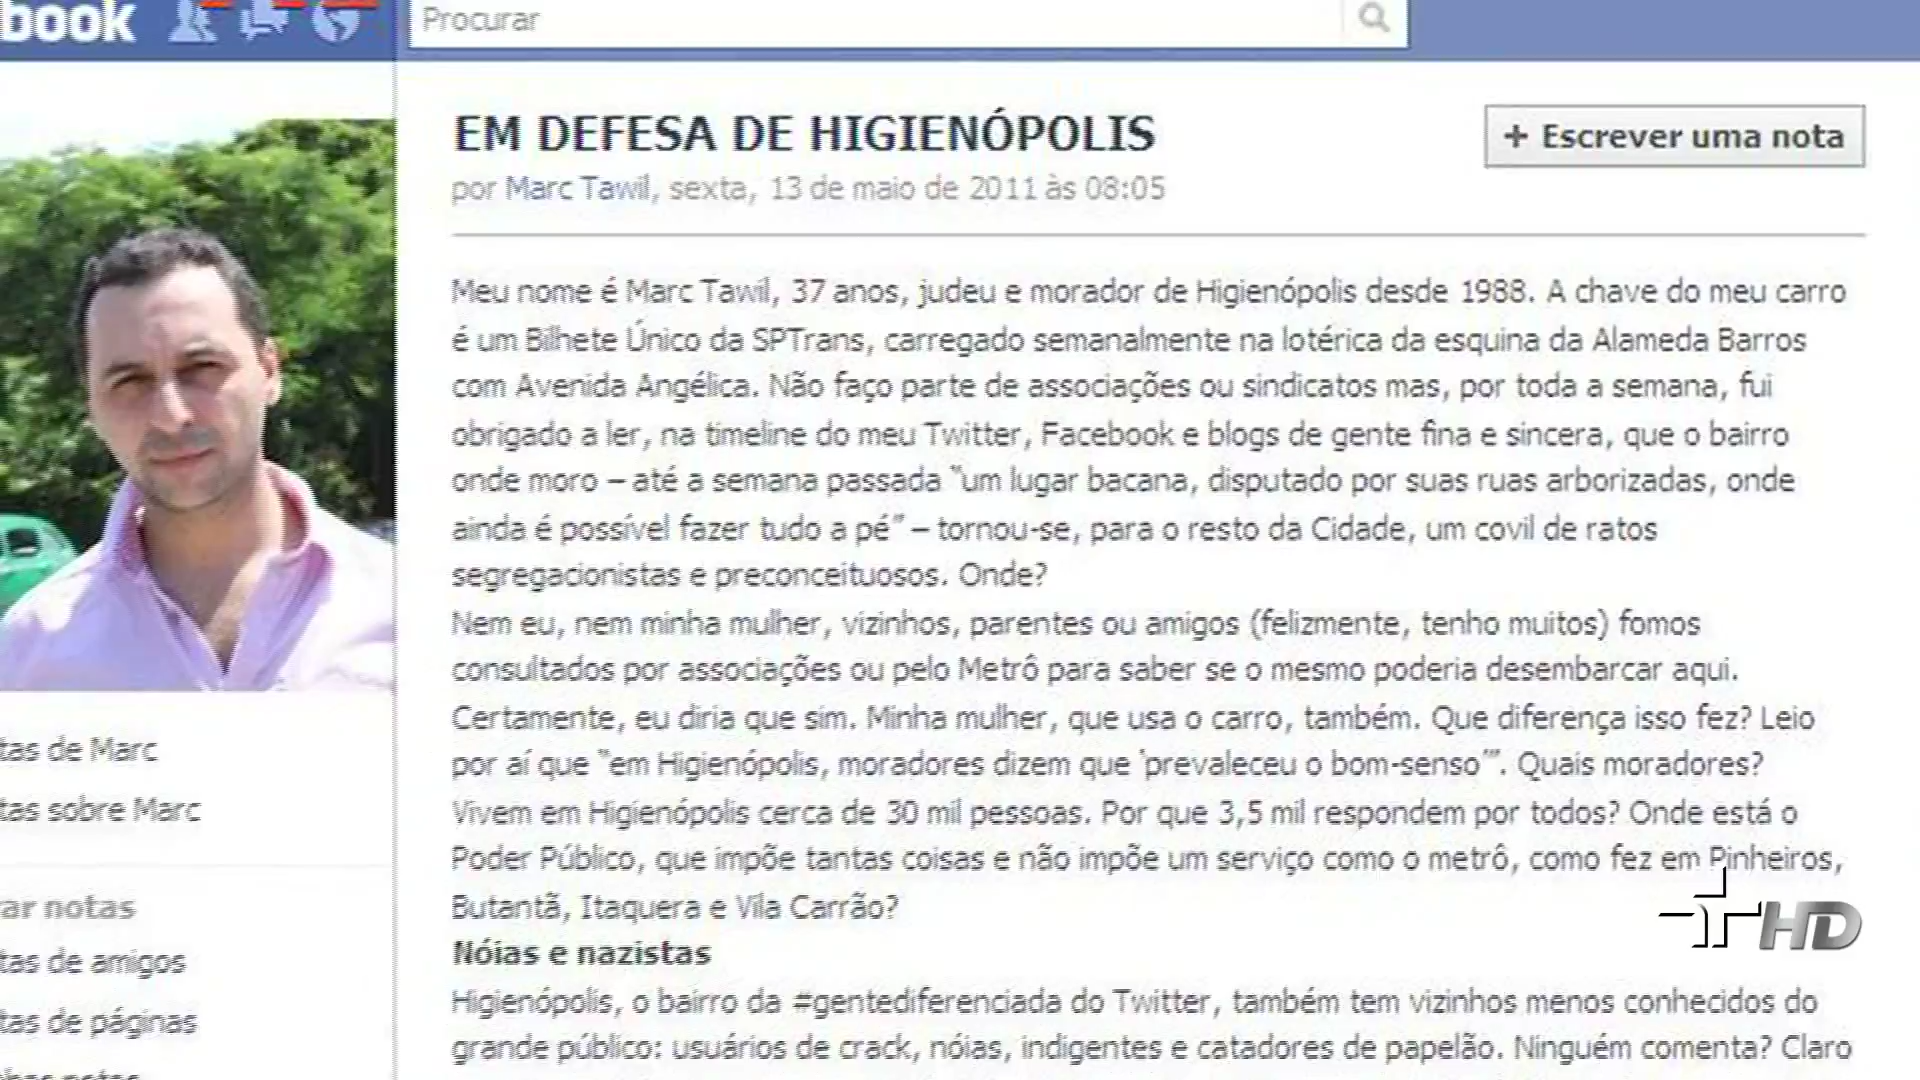 book
Procurar
EM DEFESA DE HIGIENÓPOLIS
+ Escrever uma nota
por Marc Tawil, sexta, 13 de maio de 2011 às 08:05
Meu nome é Marc Tawil, 37 anos, judeu e morador de Higienópolis desde 1988. A chave do meu carro
é um Bilhete Único da SPTrans, carregado semanalmente na lotérica da esquina da Alameda Barros
com Avenida Angélica. Não faço parte de associações ou sindicatos mas, por toda a semana, fui
obrigado a ler, na timeline do meu Twitter, Facebook e blogs de gente fina e sincera, que o bairro
onde moro – até a semana passada “um lugar bacana, disputado por suas ruas arborizadas, onde
ainda é possível fazer tudo a pé” – tornou-se, para o resto da Cidade, um covil de ratos
segregacionistas e preconceituosos. Onde?
Nem eu, nem minha mulher, vizinhos, parentes ou amigos (felizmente, tenho muitos) fomos
consultados por associações ou pelo Metrô para saber se o mesmo poderia desembarcar aqui.
Certamente, eu diria que sim. Minha mulher, que usa o carro, também. Que diferença isso fez? Leio
por aí que “em Higienópolis, moradores dizem que ‘prevaleceu o bom-senso’”. Quais moradores?
Vivem em Higienópolis cerca de 30 mil pessoas. Por que 3,5 mil respondem por todos? Onde está o
Poder Público, que impõe tantas coisas e não impõe um serviço como o metrô, como fez em Pinheiros,
Butantã, Itaquera e Vila Carrão?
Nóias e nazistas
Higienópolis, o bairro da #gentediferenciada do Twitter, também tem vizinhos menos conhecidos do
grande público: usuários de crack, nóias, indigentes e catadores de papelão. Ninguém comenta? Claro
tas de Marc
tas sobre Marc
ar notas
tas de amigos
tas de páginas
HD